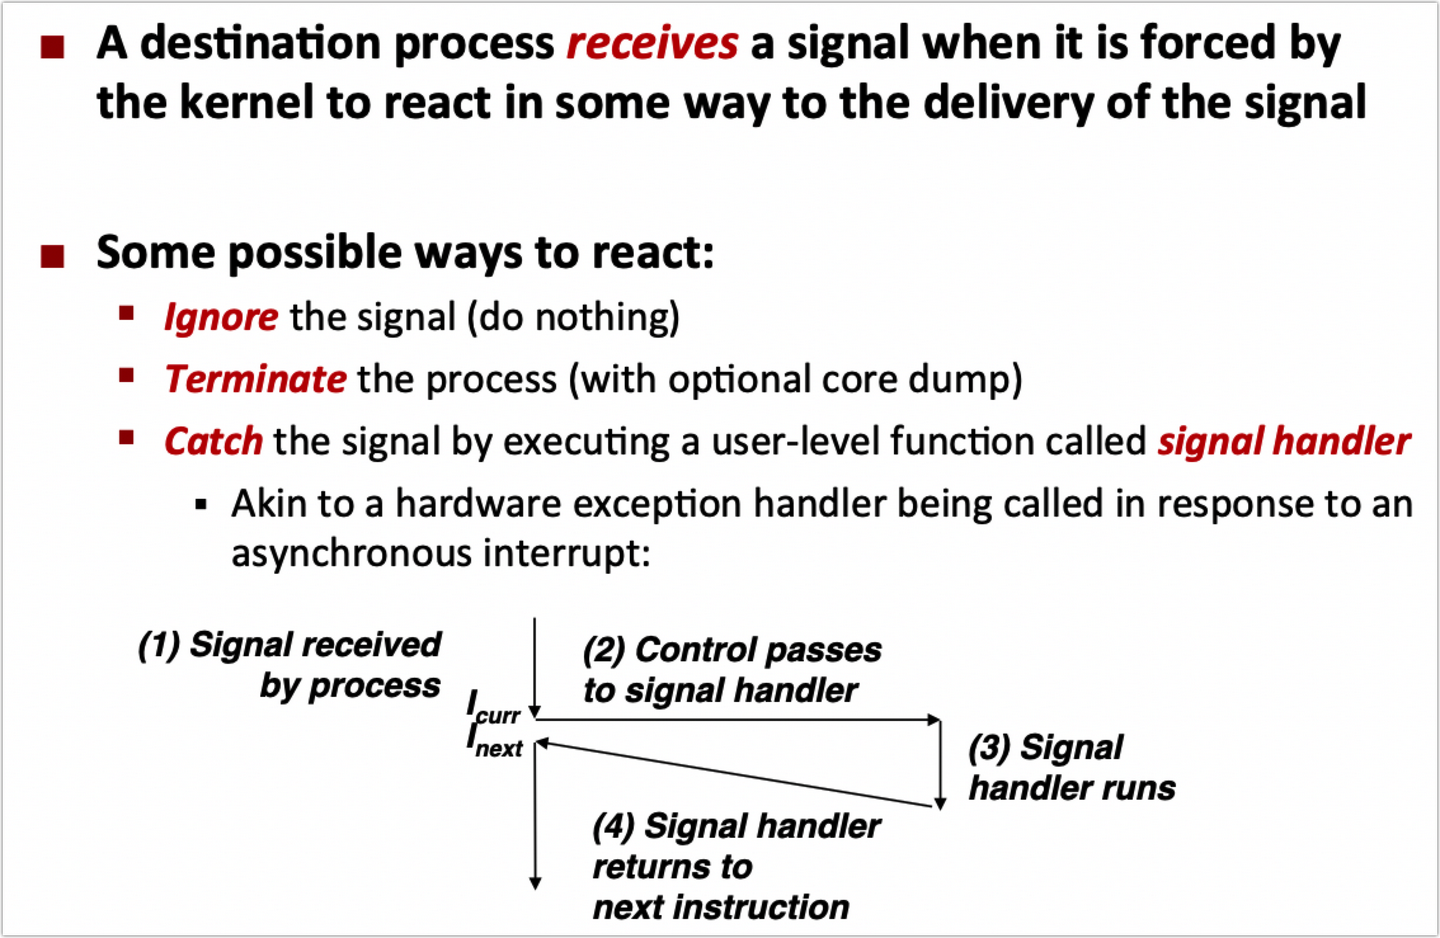 A destination process receives a signal when it is forced by
the kernel to react in some way to the delivery of the signal
Some possible ways to react:
Ignore the signal (do nothing)
Terminate the process (with optional core dump)
Catch the signal by executing a user-level function called signal handler
Akin to a hardware exception handler being called in response to an
asynchronous interrupt:
(1) Signal received
by process
(2) Control passes
to signal handler
Icurr
Inext
(3) Signal
handler runs
(4) Signal handler
returns to
next instruction